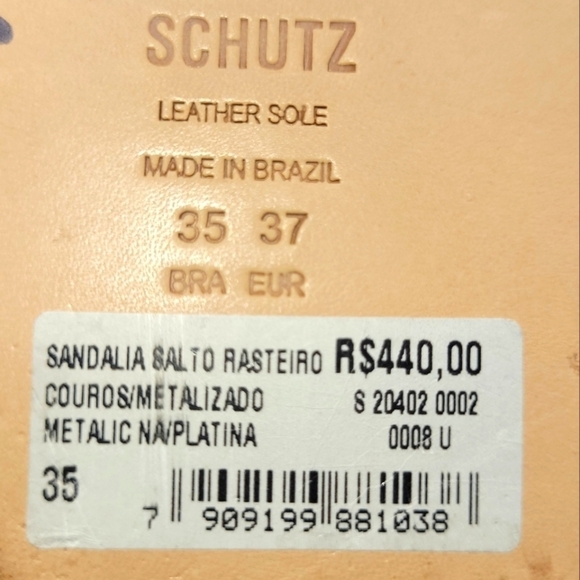 SCHUTZ
LEATHER SOLE
MADE IN BRAZIL
35 37
BRA EUR
SANDALIA SALTO RASTEIRO R$440,00
COUROS/METALIZADO S 20402 0002
METALIC NA/PLATINA 0008 U
35
7 909199 881038